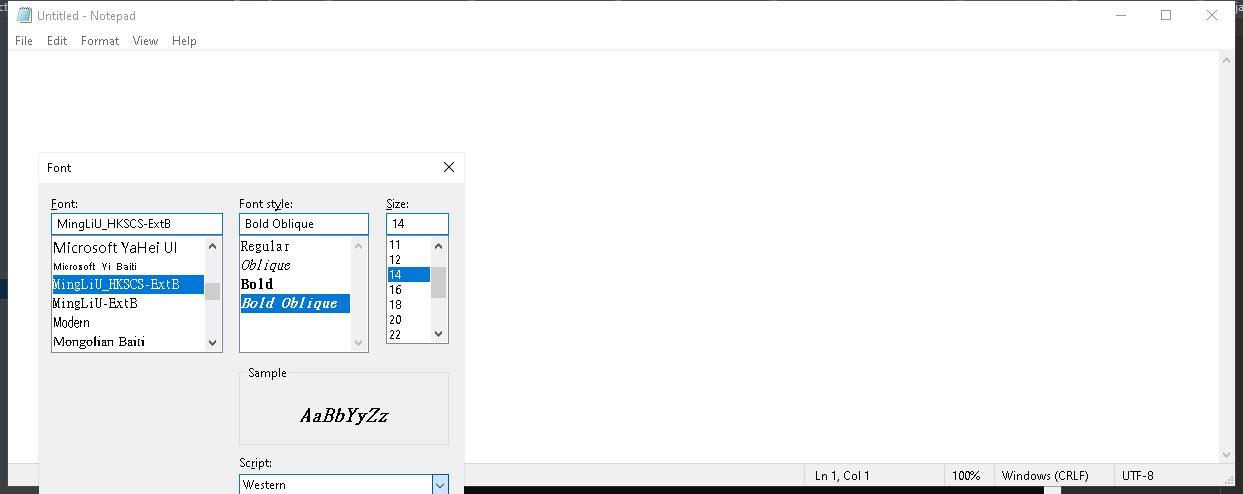 Untitled - Notepad
File Edit Format View Help
Font
Font: Font style: Size:
MingLiU_HKSCS-ExtB Bold Oblique 14
Microsoft YaHei UI
Microsoft Yi Baiti
MingLiU_HKSCS-ExtB
MingLiU-ExtB
Modern
Mongolian Baiti
Regular
Oblique
Bold
Bold Oblique
11
12
14
16
18
20
22
Sample
AaBbYyZz
Script:
Western
Ln 1, Col 1 100% Windows (CRLF) UTF-8